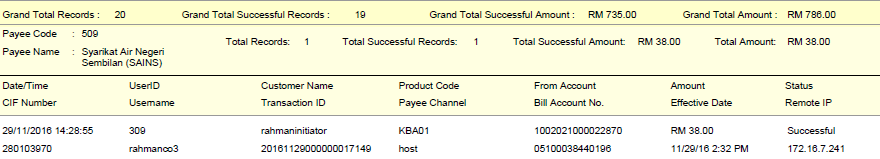 Grand Total Records : 20 Grand Total Successful Records : 19 Grand Total Successful Amount : RM 735.00 Grand Total Amount : RM 786.00
Payee Code : 509
Total Records: 1 Total Successful Records: 1 Total Successful Amount: RM 38.00 Total Amount: RM 38.00
Payee Name : Syarikat Air Negeri
Sembilan (SAINS)
Date/Time UserID Customer Name Product Code From Account Amount Status
CIF Number Username Transaction ID Payee Channel Bill Account No. Effective Date Remote IP
29/11/2016 14:28:55 309 rahmaninitiator KBA01 1002021000022870 RM 38.00 Successful
280103970 rahmanco3 20161129000000017149 host 05100038440196 11/29/16 2:32 PM 172.16.7.241